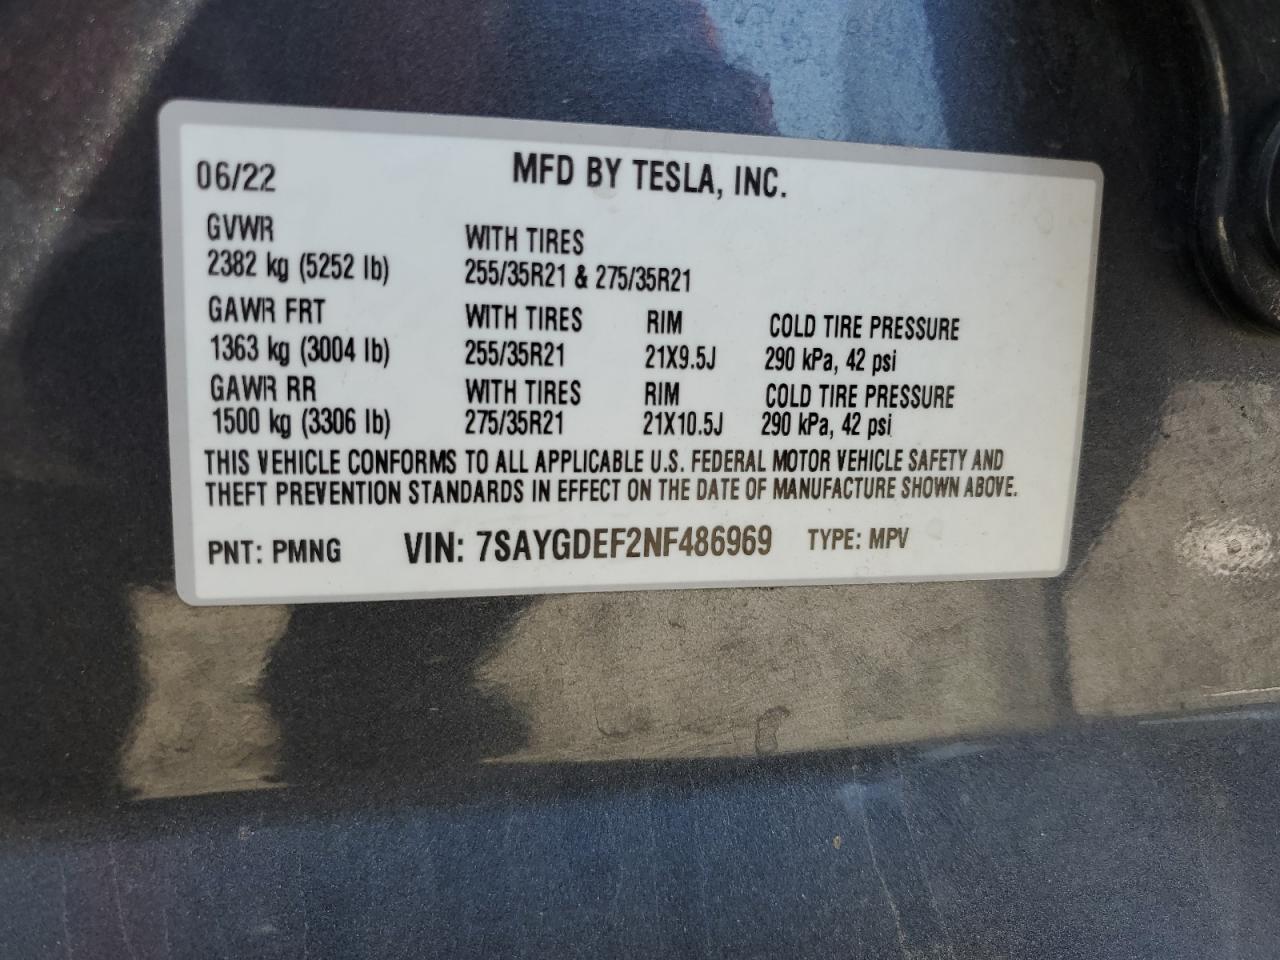 06/22 MFD BY TESLA, INC.
GVWR WITH TIRES
2382 kg (5252 lb) 255/35R21 & 275/35R21
GAWR FRT WITH TIRES RIM COLD TIRE PRESSURE
1363 kg (3004 lb) 255/35R21 21X9.5J 290 kPa, 42 psi
GAWR RR WITH TIRES RIM COLD TIRE PRESSURE
1500 kg (3306 lb) 275/35R21 21X10.5J 290 kPa, 42 psi
THIS VEHICLE CONFORMS TO ALL APPLICABLE U.S. FEDERAL MOTOR VEHICLE SAFETY AND
THEFT PREVENTION STANDARDS IN EFFECT ON THE DATE OF MANUFACTURE SHOWN ABOVE.
PNT: PMNG VIN: 7SAYGDEF2NF486969 TYPE: MPV